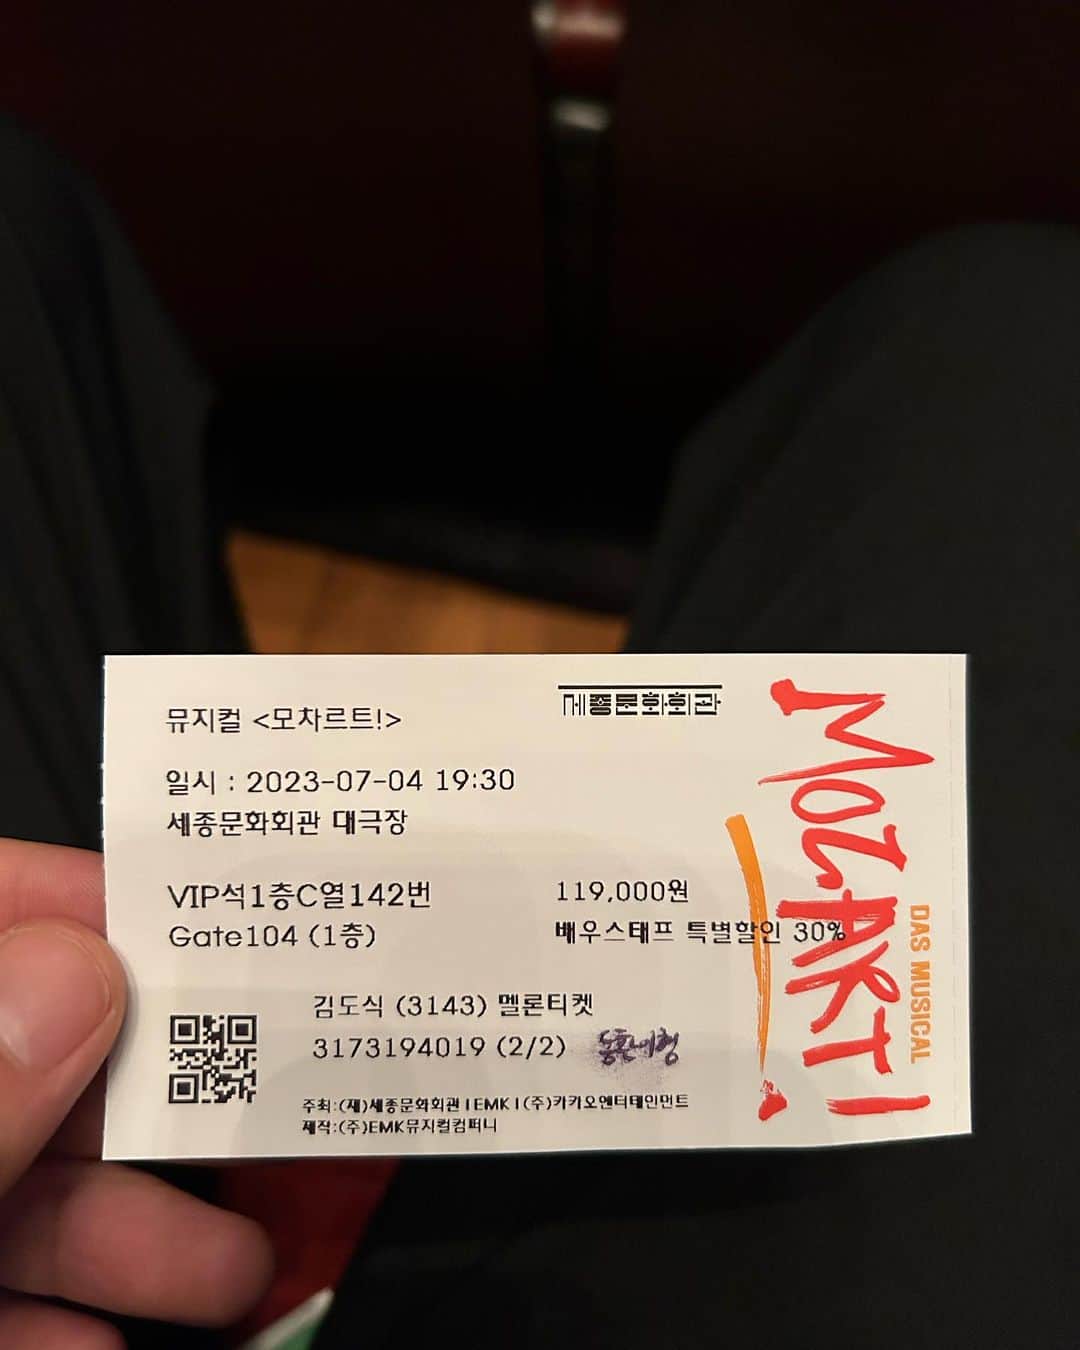 세종문화회관
뮤지컬 <모차르트!>
일시 : 2023-07-04 19:30
세종문화회관 대극장
VIP석1층C열142번
119,000원
Gate104 (1층)
배우스태프 특별할인 30%
김도식 (3143) 멜론티켓
3173194019 (2/2)
주최:(재)세종문화회관 I EMK I (주)카카오엔터테인먼트
제작:(주)EMK뮤지컬컴퍼니
MOZART!
DAS MUSICAL